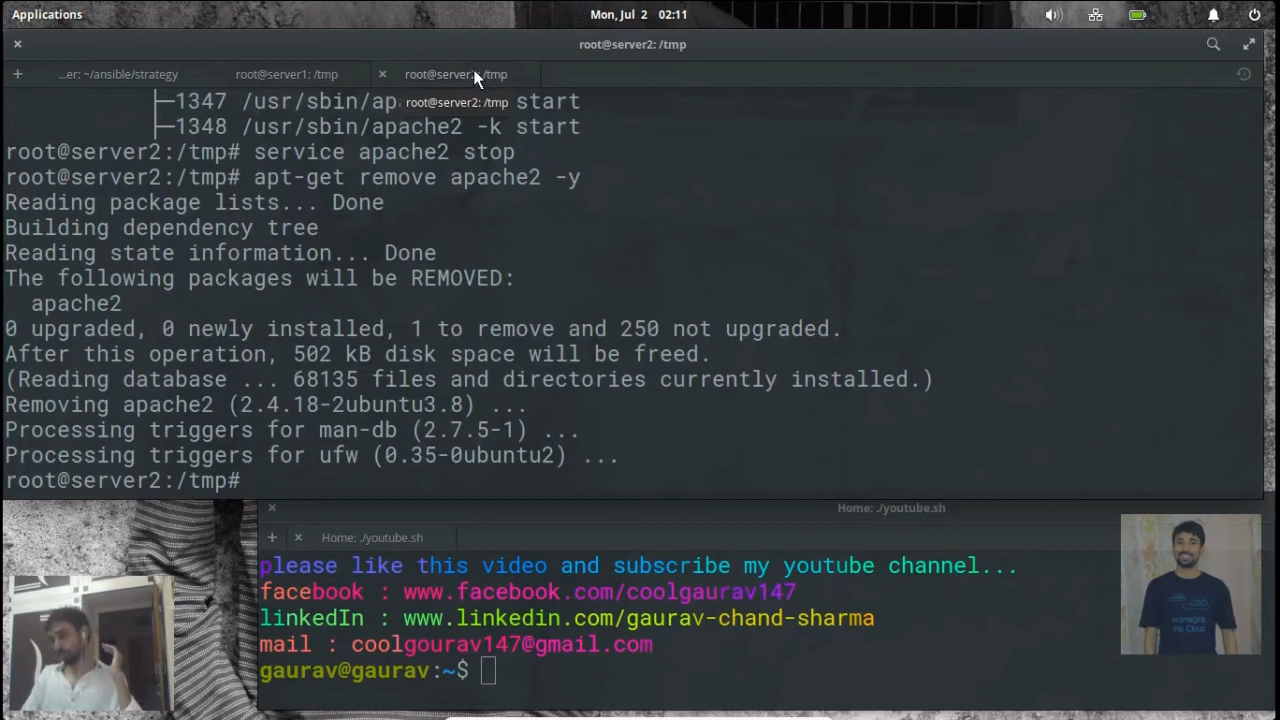 Applications
Mon, Jul 2 02:11
root@server2: /tmp
...er: ~/ansible/strategy
root@server1: /tmp
root@server2: /tmp
root@server2: /tmp
├─1347 /usr/sbin/ap start
├─1348 /usr/sbin/apache2 -k start
root@server2:/tmp# service apache2 stop
root@server2:/tmp# apt-get remove apache2 -y
Reading package lists... Done
Building dependency tree
Reading state information... Done
The following packages will be REMOVED:
apache2
0 upgraded, 0 newly installed, 1 to remove and 250 not upgraded.
After this operation, 502 kB disk space will be freed.
(Reading database ... 68135 files and directories currently installed.)
Removing apache2 (2.4.18-2ubuntu3.8) ...
Processing triggers for man-db (2.7.5-1) ...
Processing triggers for ufw (0.35-0ubuntu2) ...
root@server2:/tmp#
Home: ./youtube.sh
Home: ./youtube.sh
please like this video and subscribe my youtube channel...
facebook : www.facebook.com/coolgaurav147
linkedIn : www.linkedin.com/gaurav-chand-sharma
mail : coolgourav147@gmail.com
gaurav@gaurav:~$
reimagine
the Cloud